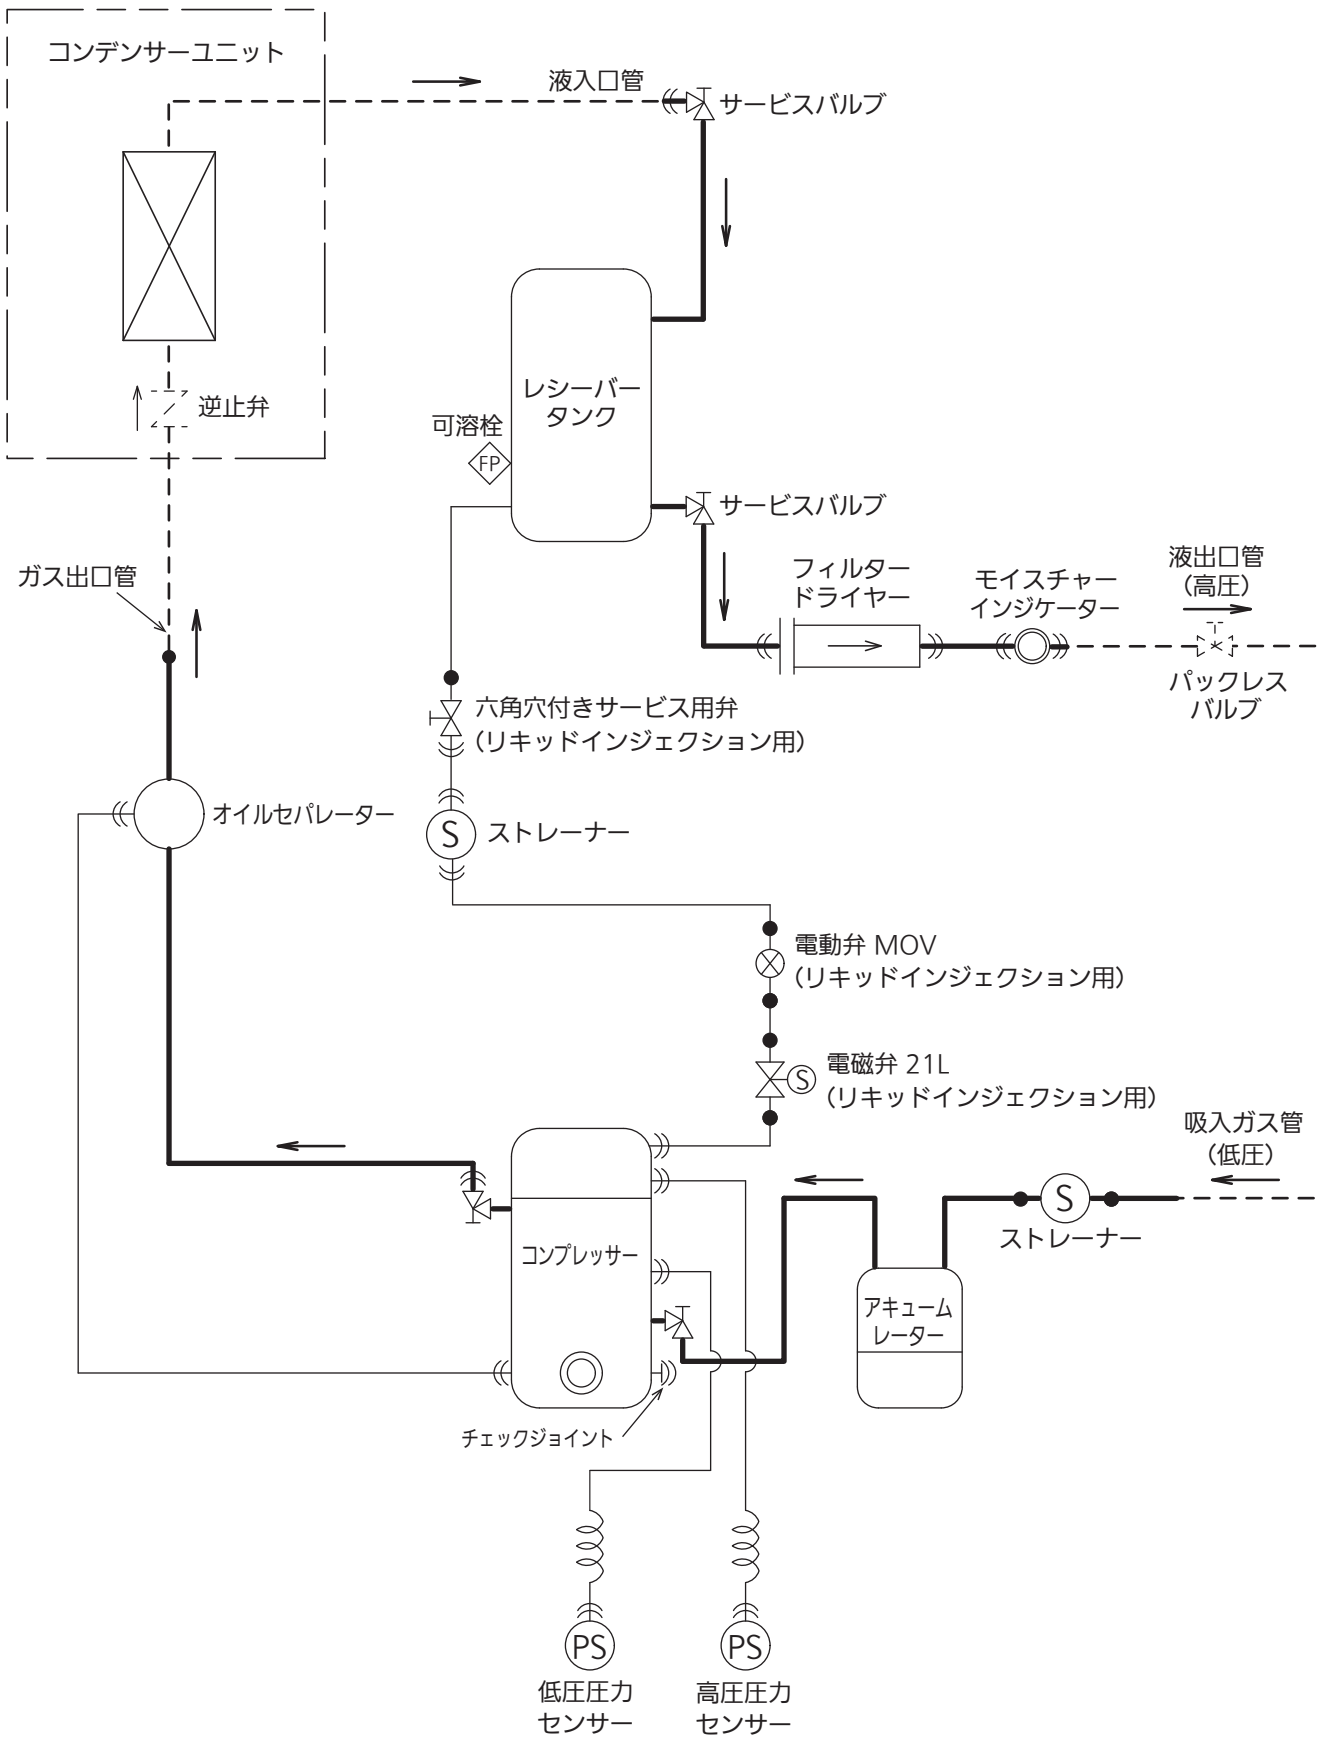 コンデンサーユニット
液入口管
サービスバルブ
逆止弁
レシーバー
タンク
可溶栓
FP
サービスバルブ
ガス出口管
フィルター
ドライヤー
モイスチャー
インジケーター
液出口管
(高圧)
パックレス
バルブ
六角穴付きサービス用弁
(リキッドインジェクション用)
オイルセパレーター
S
ストレーナー
電動弁 MOV
(リキッドインジェクション用)
電磁弁 21L
S
(リキッドインジェクション用)
吸入ガス管
(低圧)
S
ストレーナー
コンプレッサー
アキューム
レーター
チェックジョイント
PS
低圧圧力
センサー
PS
高圧圧力
センサー